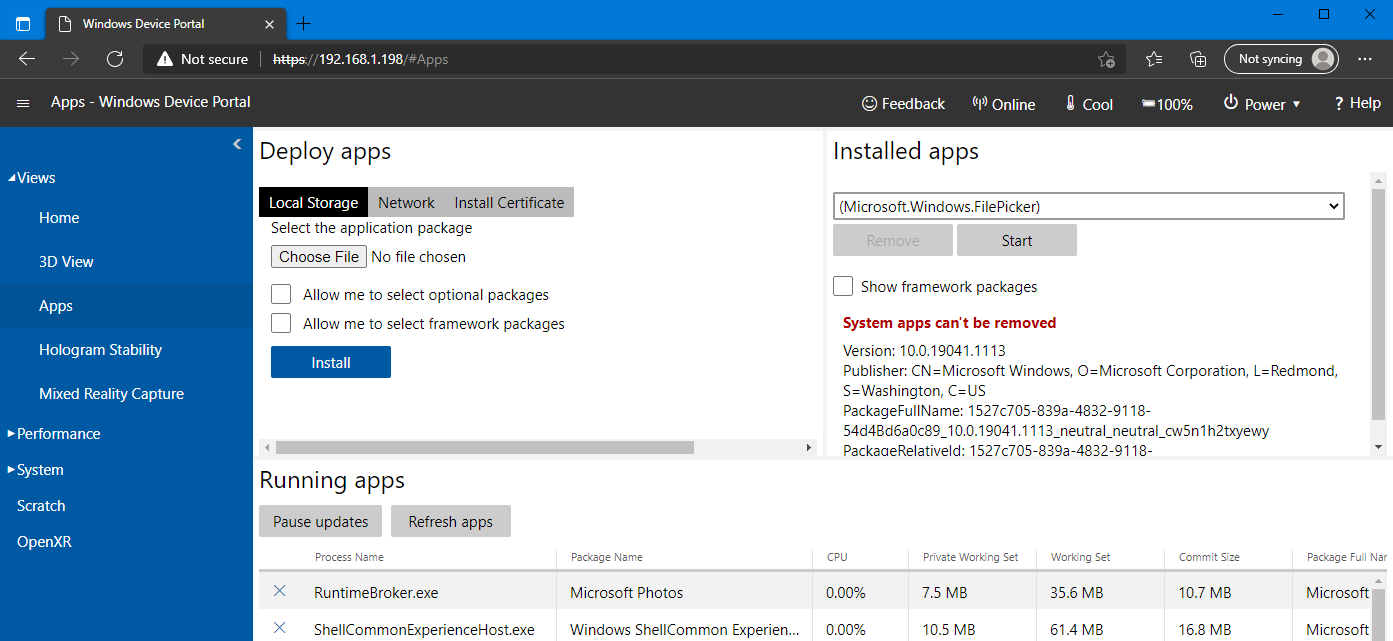 Windows Device Portal
Not secure https://192.168.1.198/#Apps Not syncing
Apps - Windows Device Portal Feedback Online Cool 100% Power ? Help
Views
Home
3D View
Apps
Hologram Stability
Mixed Reality Capture
Performance
System
Scratch
OpenXR
Deploy apps
Local Storage Network Install Certificate
Select the application package
Choose File No file chosen
Allow me to select optional packages
Allow me to select framework packages
Install
Installed apps
(Microsoft.Windows.FilePicker)
Remove Start
Show framework packages
System apps can't be removed
Version: 10.0.19041.1113
Publisher: CN=Microsoft Windows, O=Microsoft Corporation, L=Redmond,
S=Washington, C=US
PackageFullName: 1527c705-839a-4832-9118-
54d4Bd6a0c89_10.0.19041.1113_neutral_neutral_cw5n1h2txyewy
PackageRelativeId: 1527c705-839a-4832-9118-
Running apps
Pause updates Refresh apps
Process Name Package Name CPU Private Working Set Working Set Commit Size Package Full Nar
RuntimeBroker.exe Microsoft Photos 0.00% 7.5 MB 35.6 MB 10.7 MB Microsoft
ShellCommonExperienceHost.exe Windows ShellCommon Experien... 0.00% 10.5 MB 61.4 MB 16.8 MB Microsoft